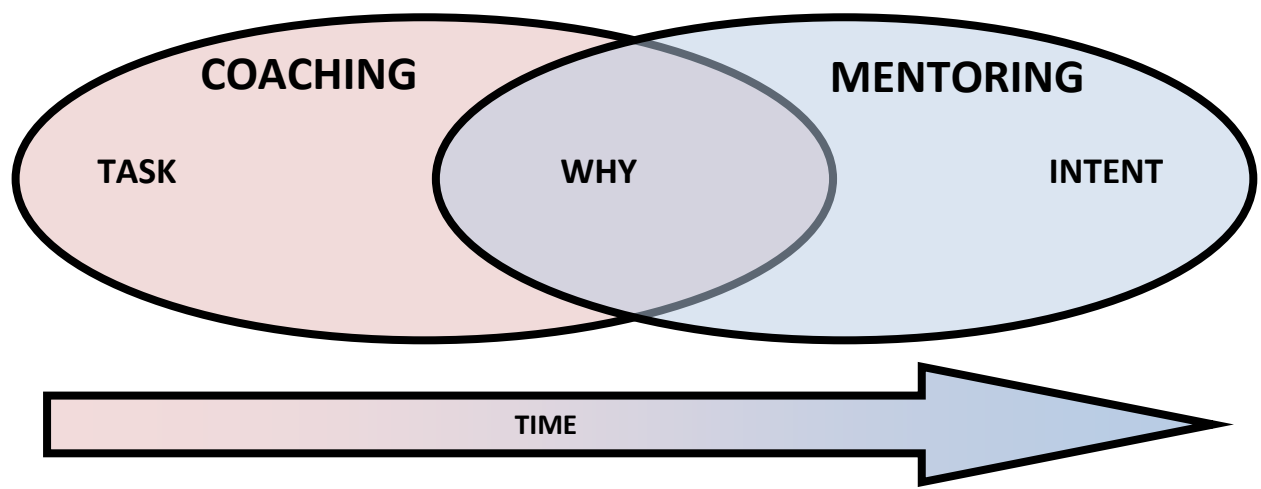 COACHING
MENTORING
TASK
WHY
INTENT
TIME